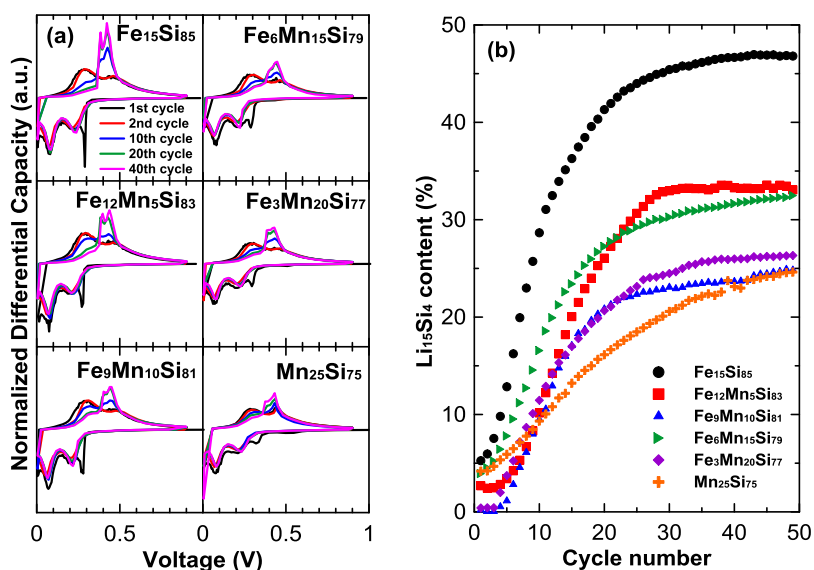 (a)
Fe15Si85
Fe6Mn15Si79
1st cycle
2nd cycle
10th cycle
20th cycle
40th cycle
Fe12Mn5Si83
Fe3Mn20Si77
Fe9Mn10Si81
Mn25Si75
Normalized Differential Capacity (a.u.)
0 0.5 0 0.5 1
Voltage (V)
(b)
Li15Si4 content (%)
50
40
30
20
10
0
Fe15Si85
Fe12Mn5Si83
Fe9Mn10Si81
Fe6Mn15Si79
Fe3Mn20Si77
Mn25Si75
0 10 20 30 40 50
Cycle number